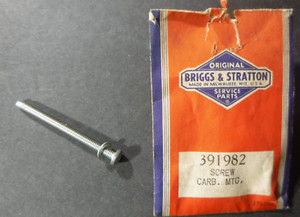 ORIGINAL
BRIGGS & STRATTON
MADE IN MILWAUKEE, WIS. U.S.A.
SERVICE
PARTS
391982
SCREW
CARB. MTG.